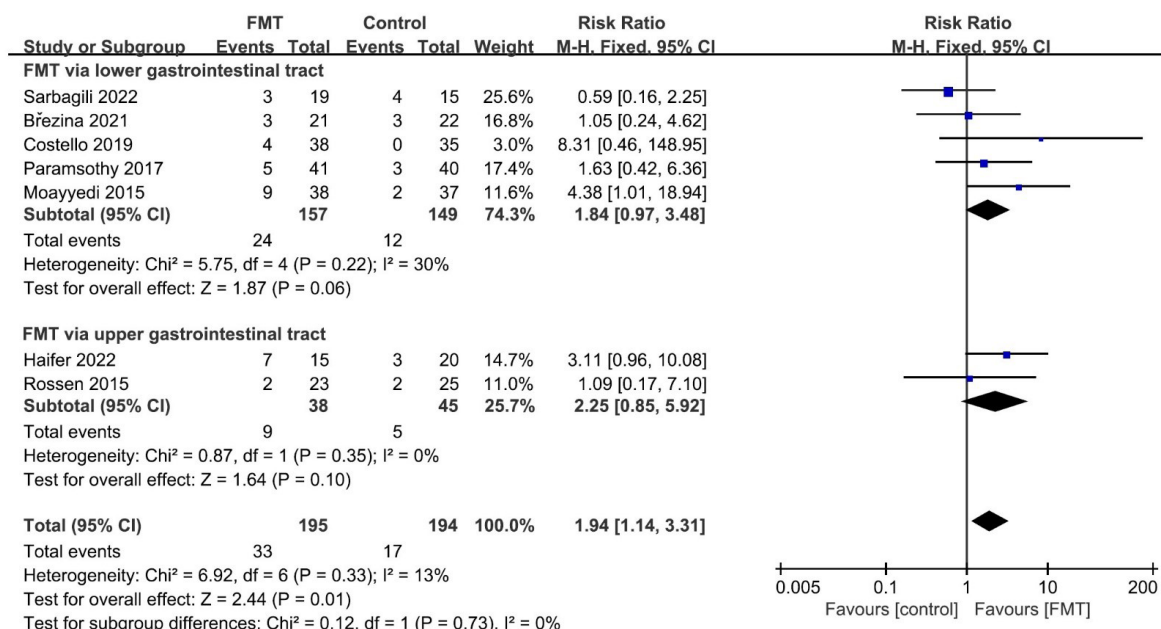 FMT Control Risk Ratio Risk Ratio
Study or Subgroup Events Total Events Total Weight M-H. Fixed. 95% CI M-H. Fixed. 95% CI
FMT via lower gastrointestinal tract
Sarbagili 2022 3 19 4 15 25.6% 0.59 [0.16, 2.25]
Březina 2021 3 21 3 22 16.8% 1.05 [0.24, 4.62]
Costello 2019 4 38 0 35 3.0% 8.31 [0.46, 148.95]
Paramsothy 2017 5 41 3 40 17.4% 1.63 [0.42, 6.36]
Moayyedi 2015 9 38 2 37 11.6% 4.38 [1.01, 18.94]
Subtotal (95% CI) 157 149 74.3% 1.84 [0.97, 3.48]
Total events 24 12
Heterogeneity: Chi² = 5.75, df = 4 (P = 0.22); I² = 30%
Test for overall effect: Z = 1.87 (P = 0.06)
FMT via upper gastrointestinal tract
Haifer 2022 7 15 3 20 14.7% 3.11 [0.96, 10.08]
Rossen 2015 2 23 2 25 11.0% 1.09 [0.17, 7.10]
Subtotal (95% CI) 38 45 25.7% 2.25 [0.85, 5.92]
Total events 9 5
Heterogeneity: Chi² = 0.87, df = 1 (P = 0.35); I² = 0%
Test for overall effect: Z = 1.64 (P = 0.10)
Total (95% CI) 195 194 100.0% 1.94 [1.14, 3.31]
Total events 33 17
Heterogeneity: Chi² = 6.92, df = 6 (P = 0.33); I² = 13%
Test for overall effect: Z = 2.44 (P = 0.01)
Test for subgroup differences: Chi² = 0.12, df = 1 (P = 0.73), I² = 0%
0.005 0.1 1 10 200
Favours [control] Favours [FMT]